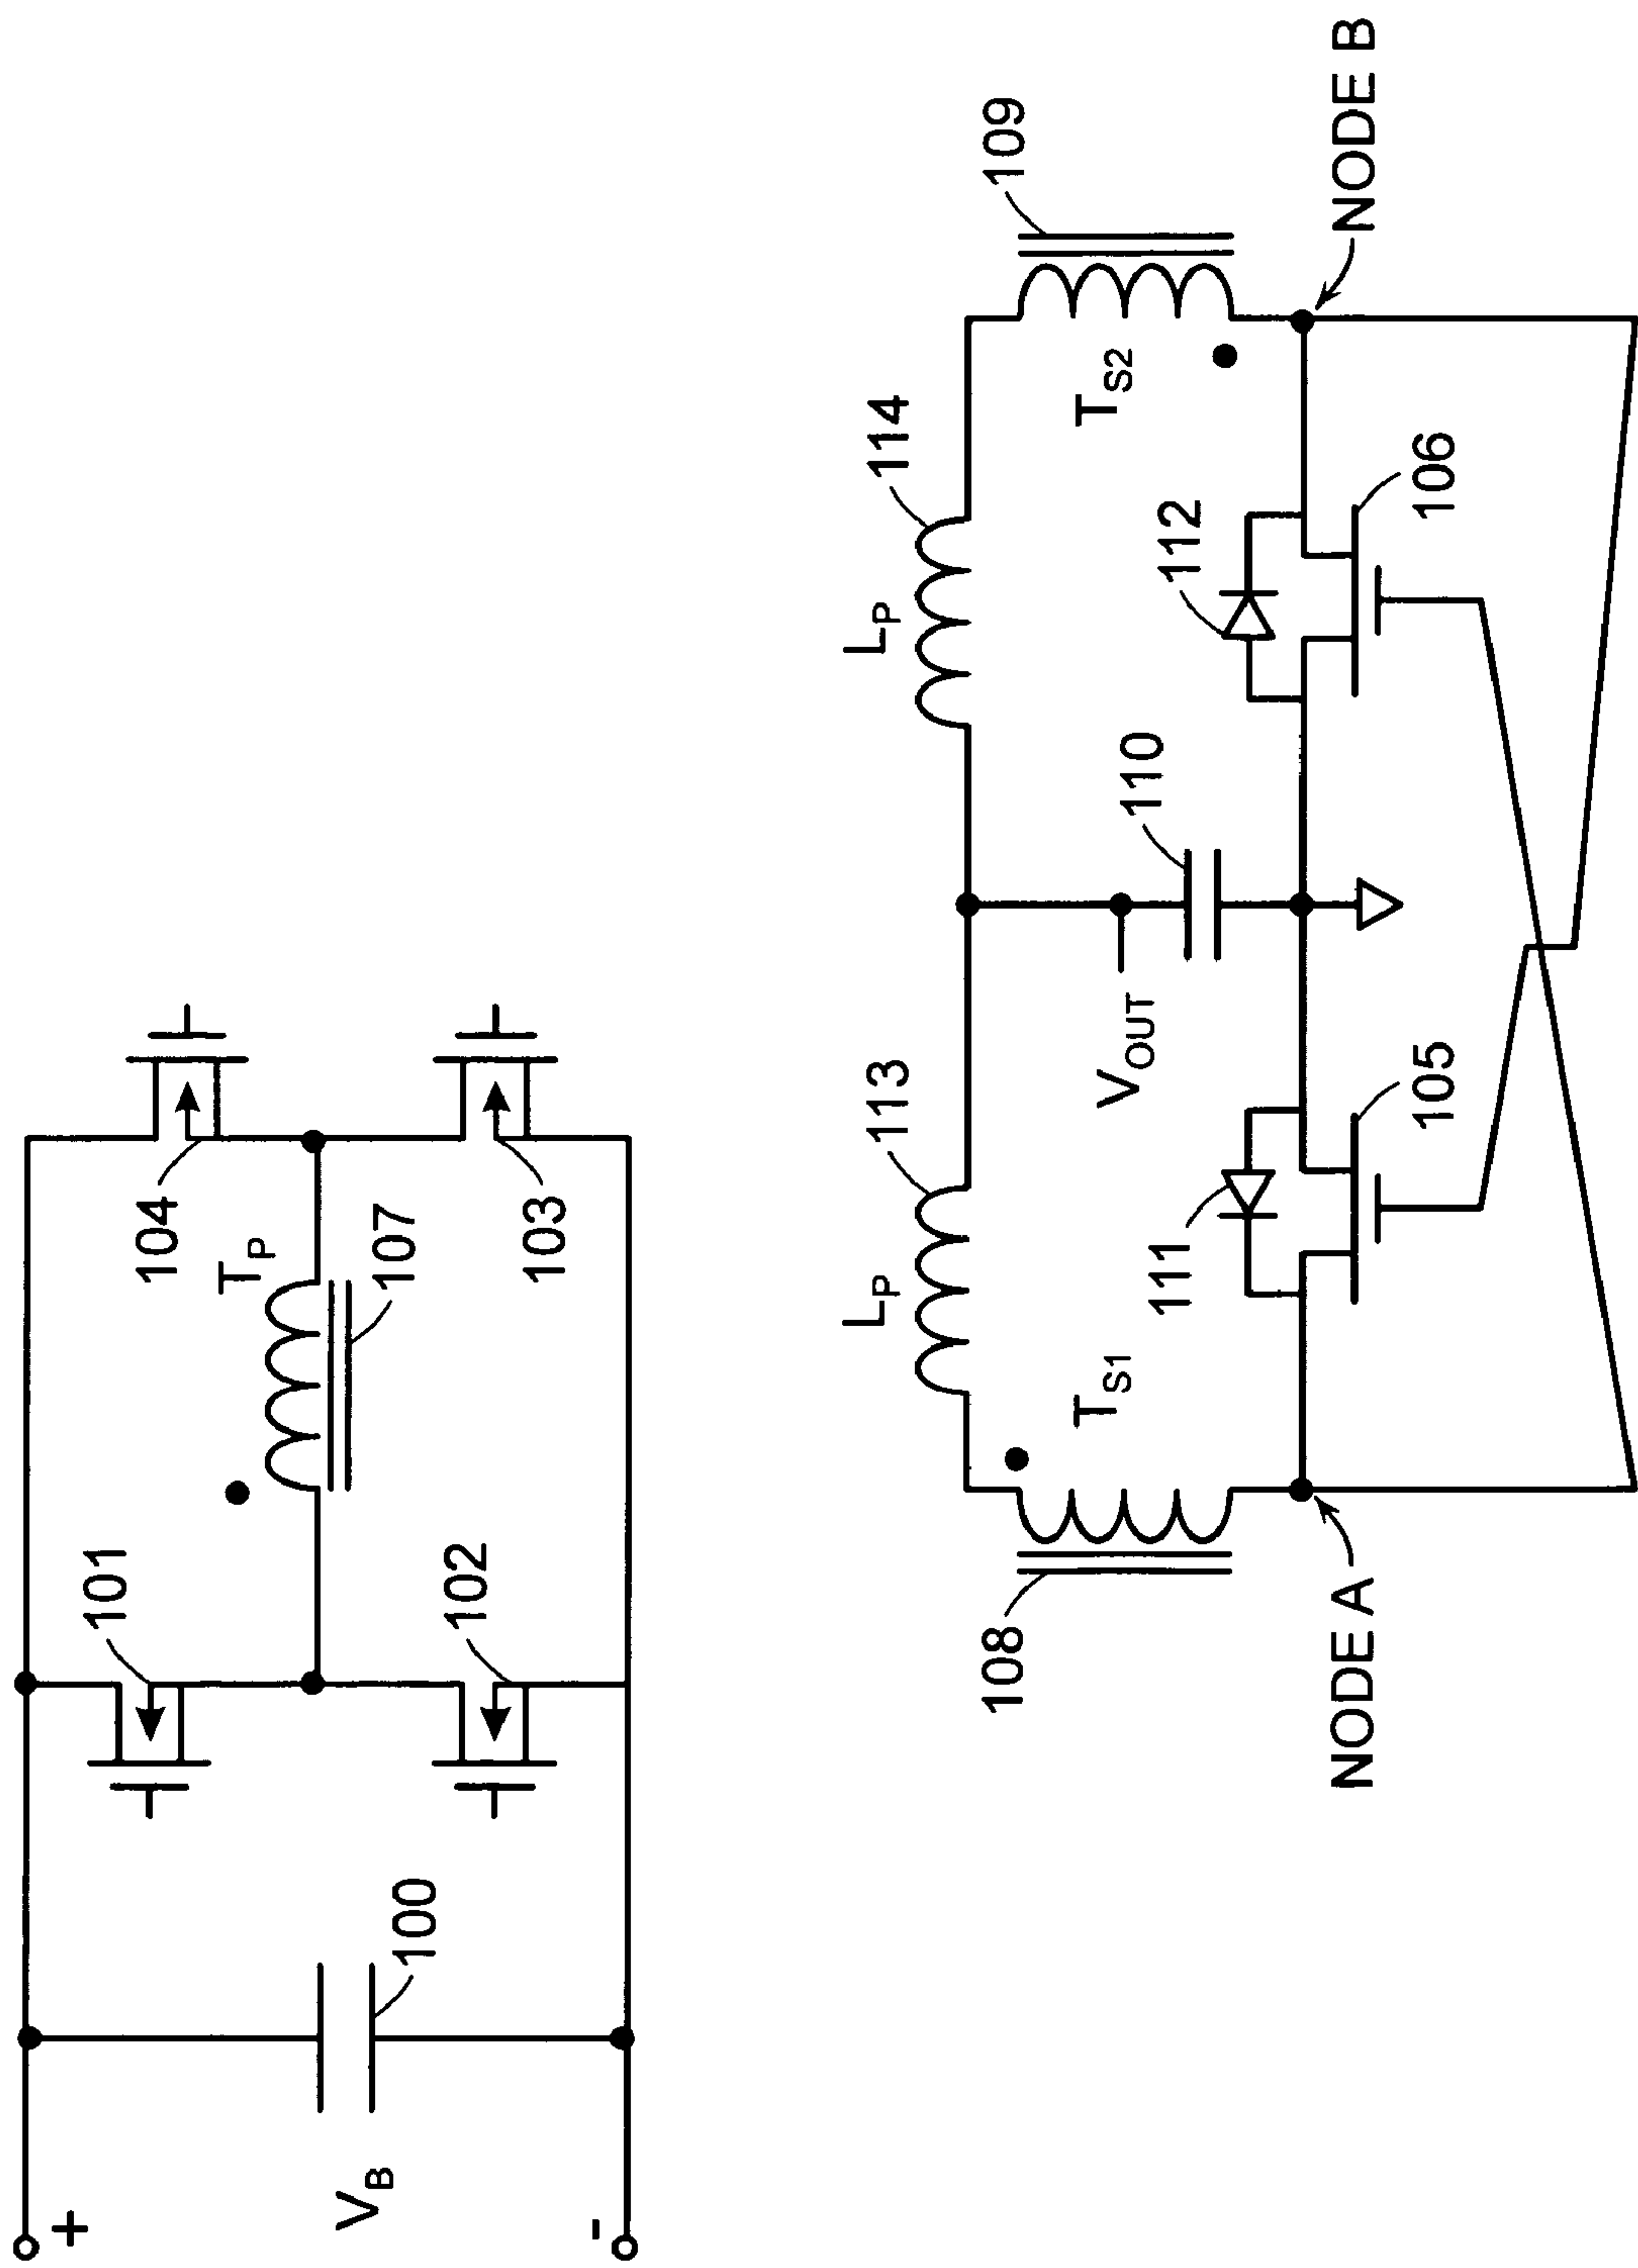 +
V_B
-
100
101
102
T_P
107
104
103
L_P
113
L_P
114
108
T_S1
T_S2
109
V_OUT
110
111
112
105
106
NODE A
NODE B